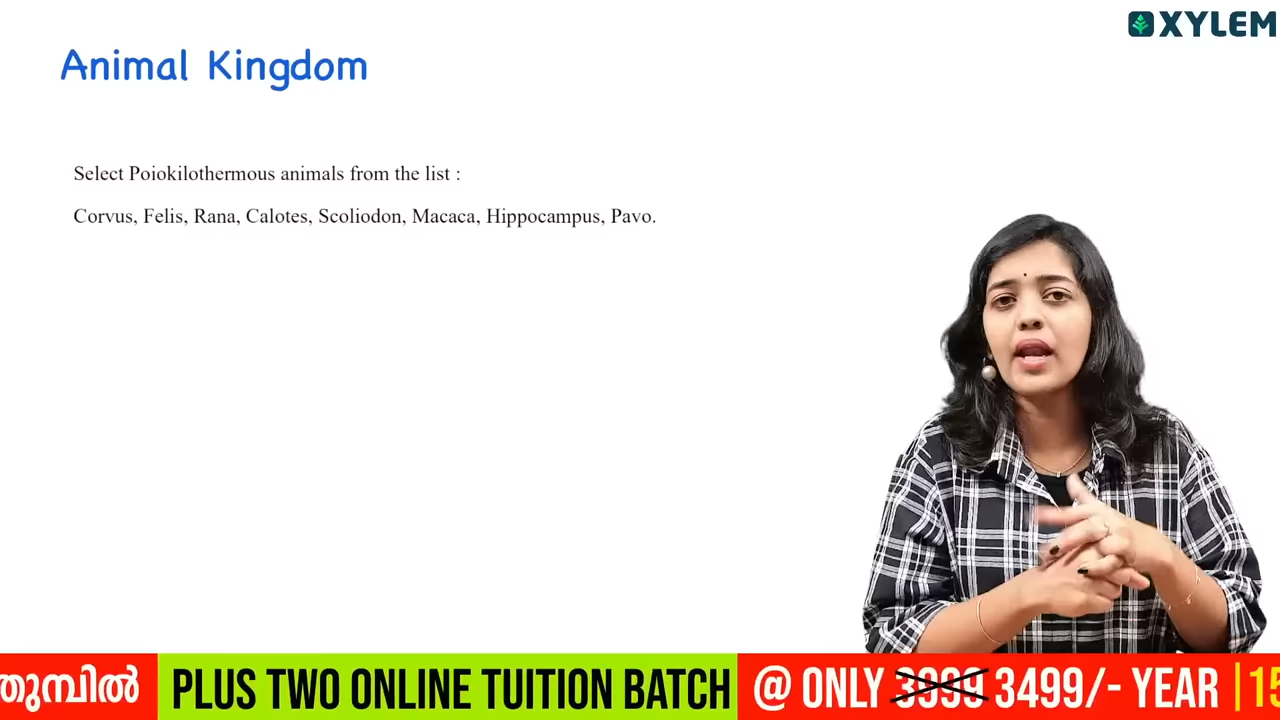 XYLEM
Animal Kingdom
Select Poiokilothermous animals from the list :
Corvus, Felis, Rana, Calotes, Scoliodon, Macaca, Hippocampus, Pavo.
തുമ്പിൽ PLUS TWO ONLINE TUITION BATCH @ ONLY 3999 3499/- YEAR | 15